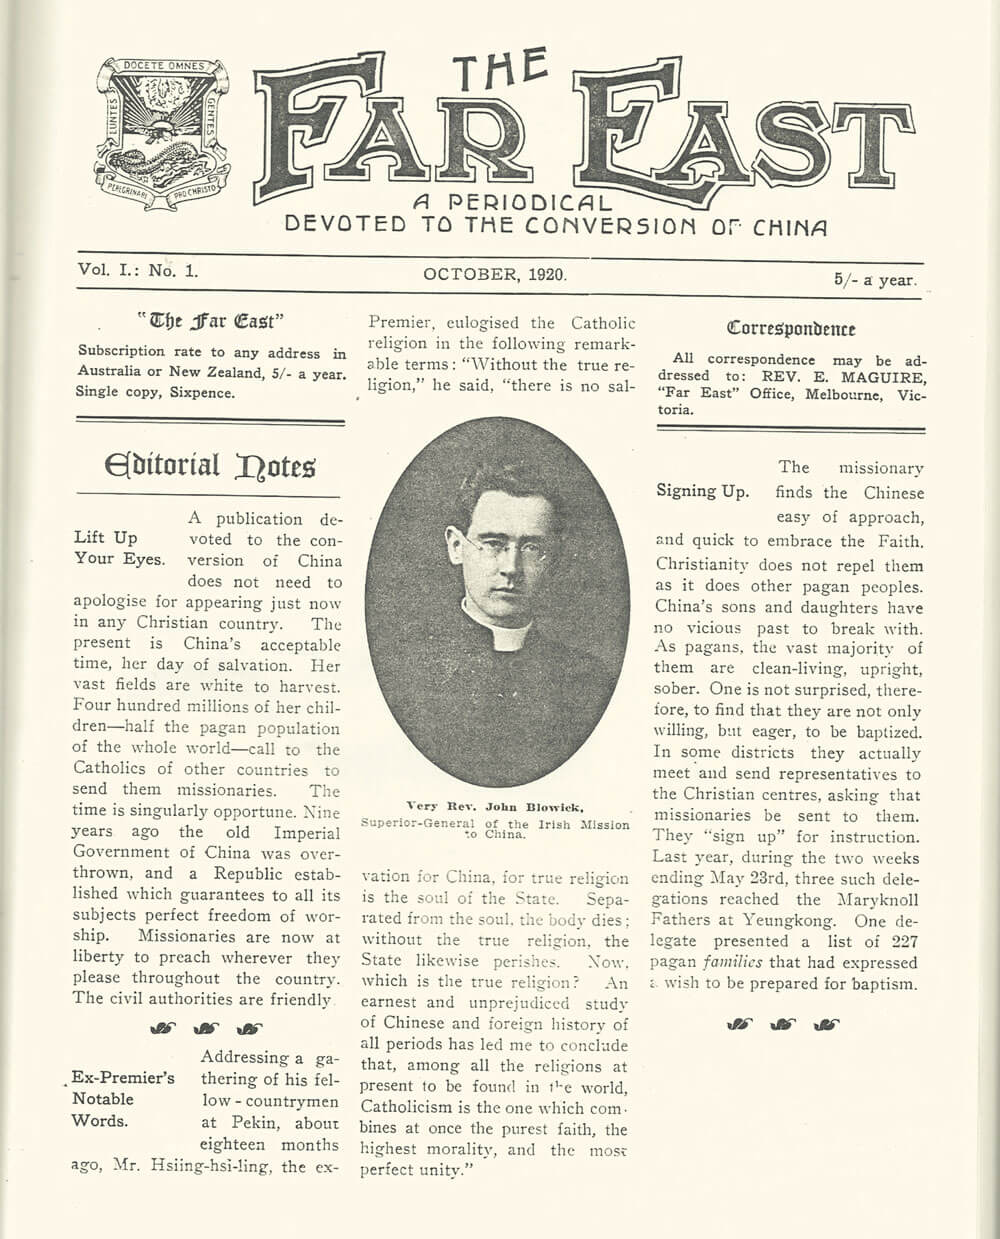 DOCETE OMNES
EUNTES
GENTES
PEREGRINARI
PRO CHRISTO
THE
FAR EAST
A PERIODICAL
DEVOTED TO THE CONVERSION OF CHINA
Vol. I.: No. 1.
OCTOBER, 1920.
5/- a year.
"The Far East"
Subscription rate to any address in
Australia or New Zealand, 5/- a year.
Single copy, Sixpence.
Editorial Notes
Lift Up
Your Eyes.
A publication de-
voted to the con-
version of China
does not need to
apologise for appearing just now
in any Christian country. The
present is China's acceptable
time, her day of salvation. Her
vast fields are white to harvest.
Four hundred millions of her chil-
dren—half the pagan population
of the whole world—call to the
Catholics of other countries to
send them missionaries. The
time is singularly opportune. Nine
years ago the old Imperial
Government of China was over-
thrown, and a Republic estab-
lished which guarantees to all its
subjects perfect freedom of wor-
ship. Missionaries are now at
liberty to preach wherever they
please throughout the country.
The civil authorities are friendly
Ex-Premier's
Notable
Words.
Addressing a ga-
thering of his fel-
low-countrymen
at Pekin, about
eighteen months
ago, Mr. Hsiing-hsi-ling, the ex-
Premier, eulogised the Catholic
religion in the following remark-
able terms: "Without the true re-
ligion," he said, "there is no sal-
Very Rev. John Blowick,
Superior-General of the Irish Mission
to China.
vation for China, for true religion
is the soul of the State. Sepa-
rated from the soul, the body dies;
without the true religion, the
State likewise perishes. Now,
which is the true religion? An
earnest and unprejudiced study
of Chinese and foreign history of
all periods has led me to conclude
that, among all the religions at
present to be found in the world,
Catholicism is the one which com-
bines at once the purest faith, the
highest morality, and the most
perfect unity."
Correspondence
All correspondence may be ad-
dressed to: REV. E. MAGUIRE,
"Far East" Office, Melbourne, Vic-
toria.
Signing Up.
The missionary
finds the Chinese
easy of approach,
and quick to embrace the Faith.
Christianity does not repel them
as it does other pagan peoples.
China's sons and daughters have
no vicious past to break with.
As pagans, the vast majority of
them are clean-living, upright,
sober. One is not surprised, there-
fore, to find that they are not only
willing, but eager, to be baptized.
In some districts they actually
meet and send representatives to
the Christian centres, asking that
missionaries be sent to them.
They "sign up" for instruction.
Last year, during the two weeks
ending May 23rd, three such dele-
gations reached the Maryknoll
Fathers at Yeungkong. One de-
legate presented a list of 227
pagan families that had expressed
a wish to be prepared for baptism.